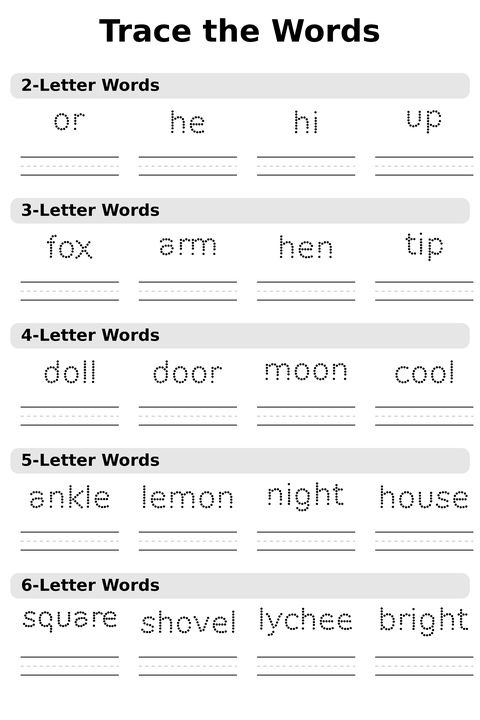 Trace the Words
2-Letter Words
or he hi up
3-Letter Words
fox arm hen tip
4-Letter Words
doll door moon cool
5-Letter Words
ankle lemon night house
6-Letter Words
square shovel lychee bright